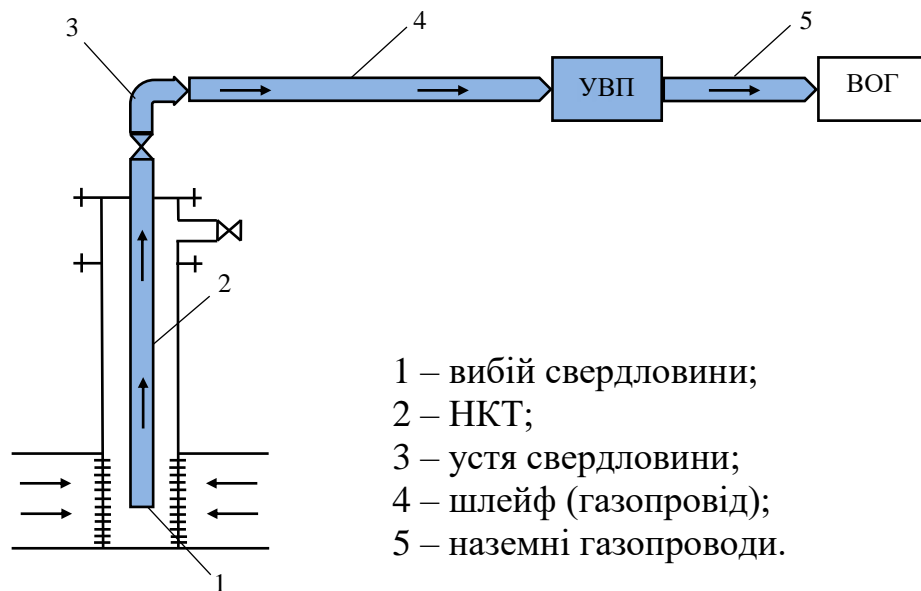 3
4
5
УВП
ВОГ
2
1 – вибій свердловини;
2 – НКТ;
3 – устя свердловини;
4 – шлейф (газопровід);
5 – наземні газопроводи.
1